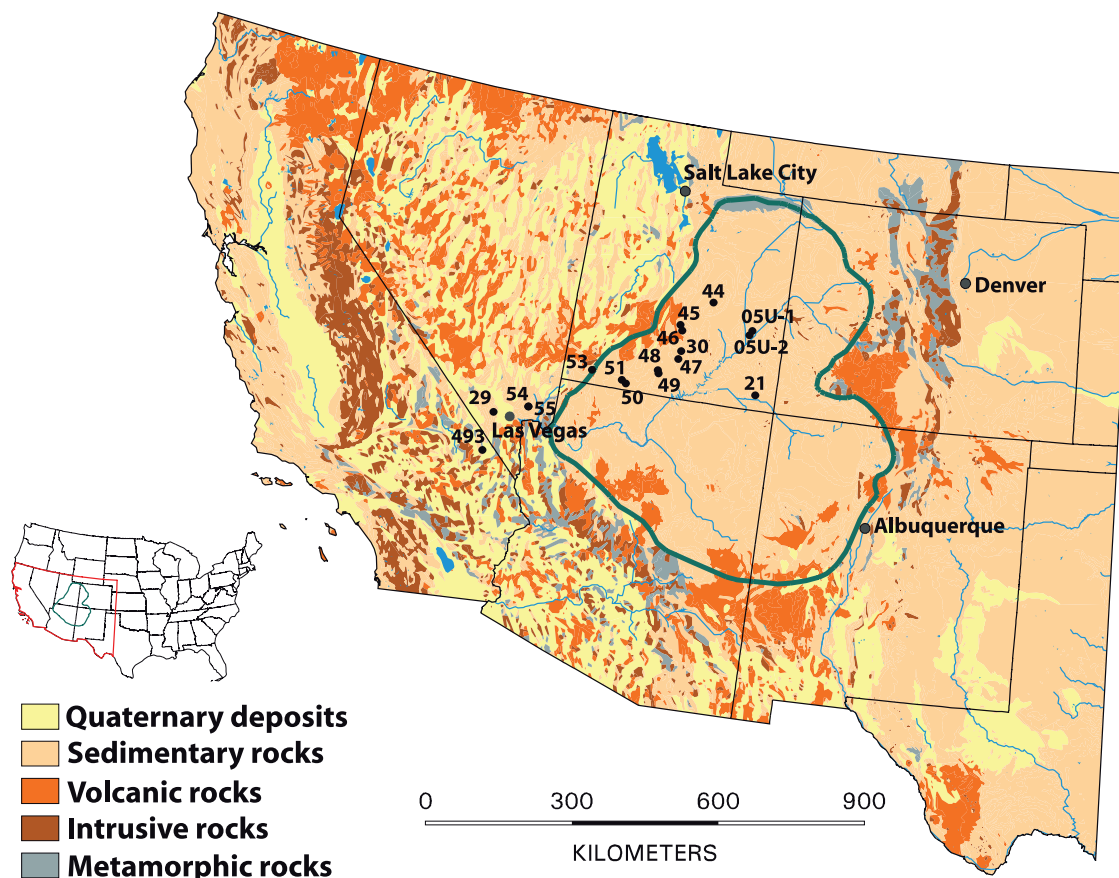 Salt Lake City
Denver
44
45
05U-1
46
05U-2
30
48
47
53
51
49
50
21
29
54
55
Las Vegas
493
Albuquerque
Quaternary deposits
Sedimentary rocks
Volcanic rocks
Intrusive rocks
Metamorphic rocks
0 300 600 900
KILOMETERS